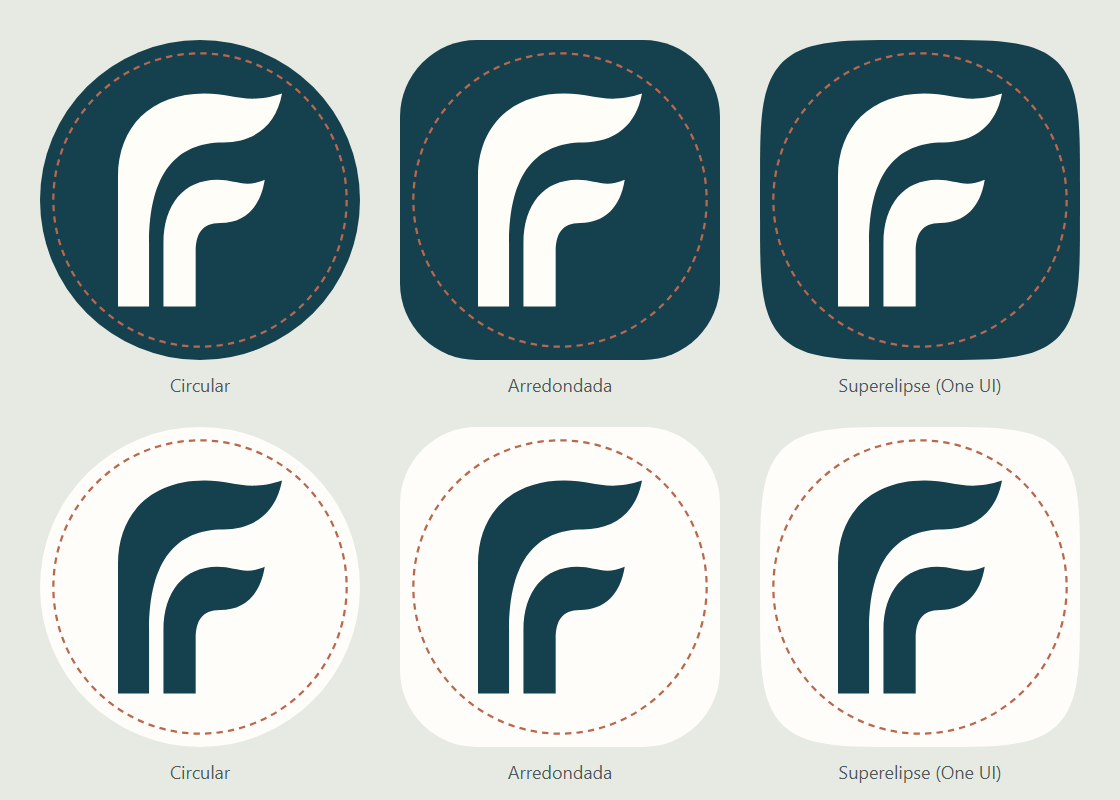 Circular
Arredondada
Superelipse (One UI)
Circular
Arredondada
Superelipse (One UI)